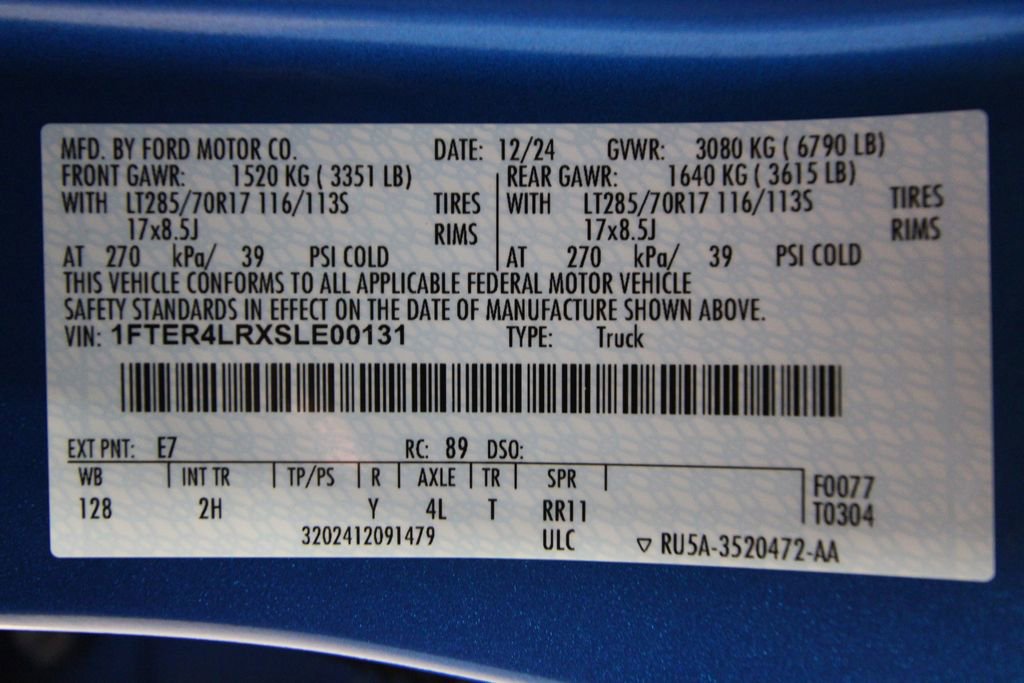 MFD. BY FORD MOTOR CO. DATE: 12/24 GVWR: 3080 KG ( 6790 LB)
FRONT GAWR: 1520 KG ( 3351 LB) REAR GAWR: 1640 KG ( 3615 LB)
WITH LT285/70R17 116/113S TIRES WITH LT285/70R17 116/113S TIRES
17x8.5J RIMS 17x8.5J RIMS
AT 270 kPa/ 39 PSI COLD AT 270 kPa/ 39 PSI COLD
THIS VEHICLE CONFORMS TO ALL APPLICABLE FEDERAL MOTOR VEHICLE
SAFETY STANDARDS IN EFFECT ON THE DATE OF MANUFACTURE SHOWN ABOVE.
VIN: 1FTER4LRXSLE00131 TYPE: Truck
EXT PNT: E7 RC: 89 DSO:
WB INT TR TP/PS R AXLE TR SPR F0077
128 2H Y 4L T RR11 T0304
3202412091479 ULC ▽ RU5A-3520472-AA